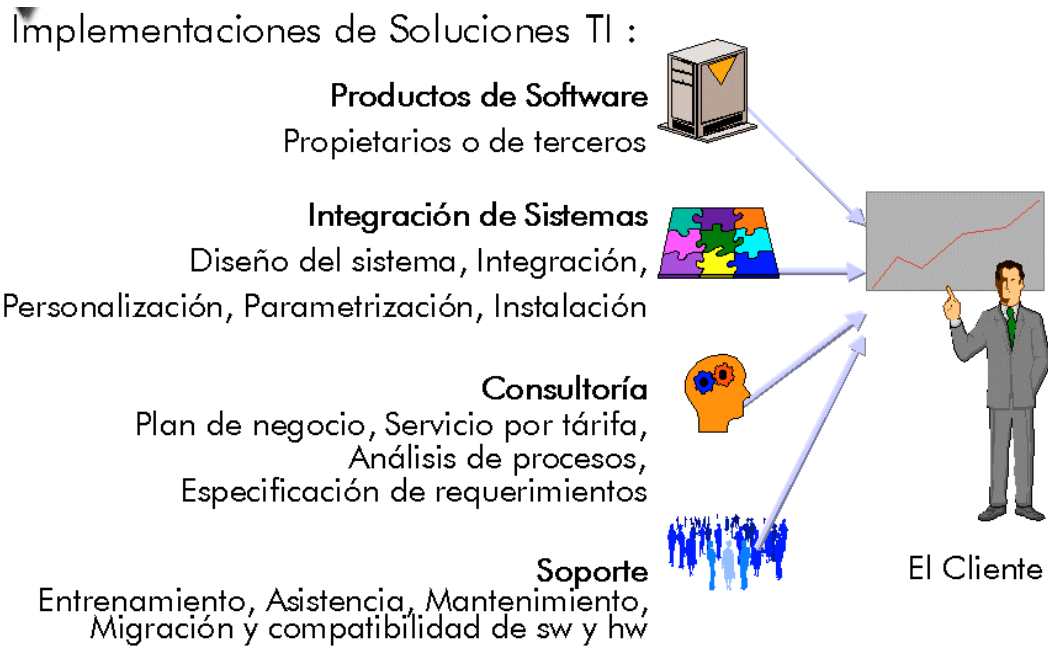 Implementaciones de Soluciones TI :
Productos de Software
Propietarios o de terceros
Integración de Sistemas
Diseño del sistema, Integración,
Personalización, Parametrización, Instalación
Consultoría
Plan de negocio, Servicio por tárifa,
Análisis de procesos,
Especificación de requerimientos
Soporte
Entrenamiento, Asistencia, Mantenimiento,
Migración y compatibilidad de sw y hw
El Cliente